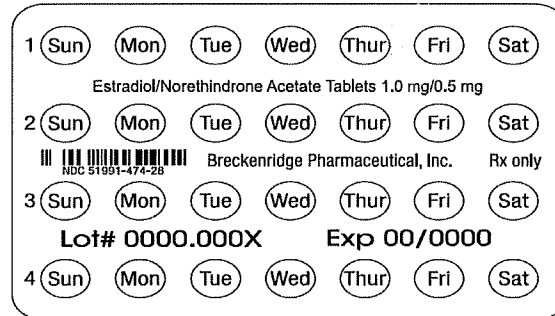 1 Sun Mon Tue Wed Thur Fri Sat
Estradiol/Norethindrone Acetate Tablets 1.0 mg/0.5 mg
2 Sun Mon Tue Wed Thur Fri Sat
Breckenridge Pharmaceutical, Inc. Rx only
NDC 51991-474-28
3 Sun Mon Tue Wed Thur Fri Sat
Lot# 0000.000X Exp 00/0000
4 Sun Mon Tue Wed Thur Fri Sat